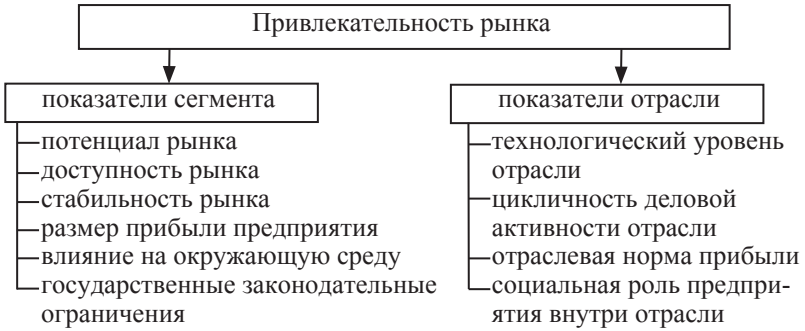 Привлекательность рынка
показатели сегмента
потенциал рынка
доступность рынка
стабильность рынка
размер прибыли предприятия
влияние на окружающую среду
государственные законодательные
ограничения
показатели отрасли
технологический уровень
отрасли
цикличность деловой
активности отрасли
отраслевая норма прибыли
социальная роль предпри-
ятия внутри отрасли